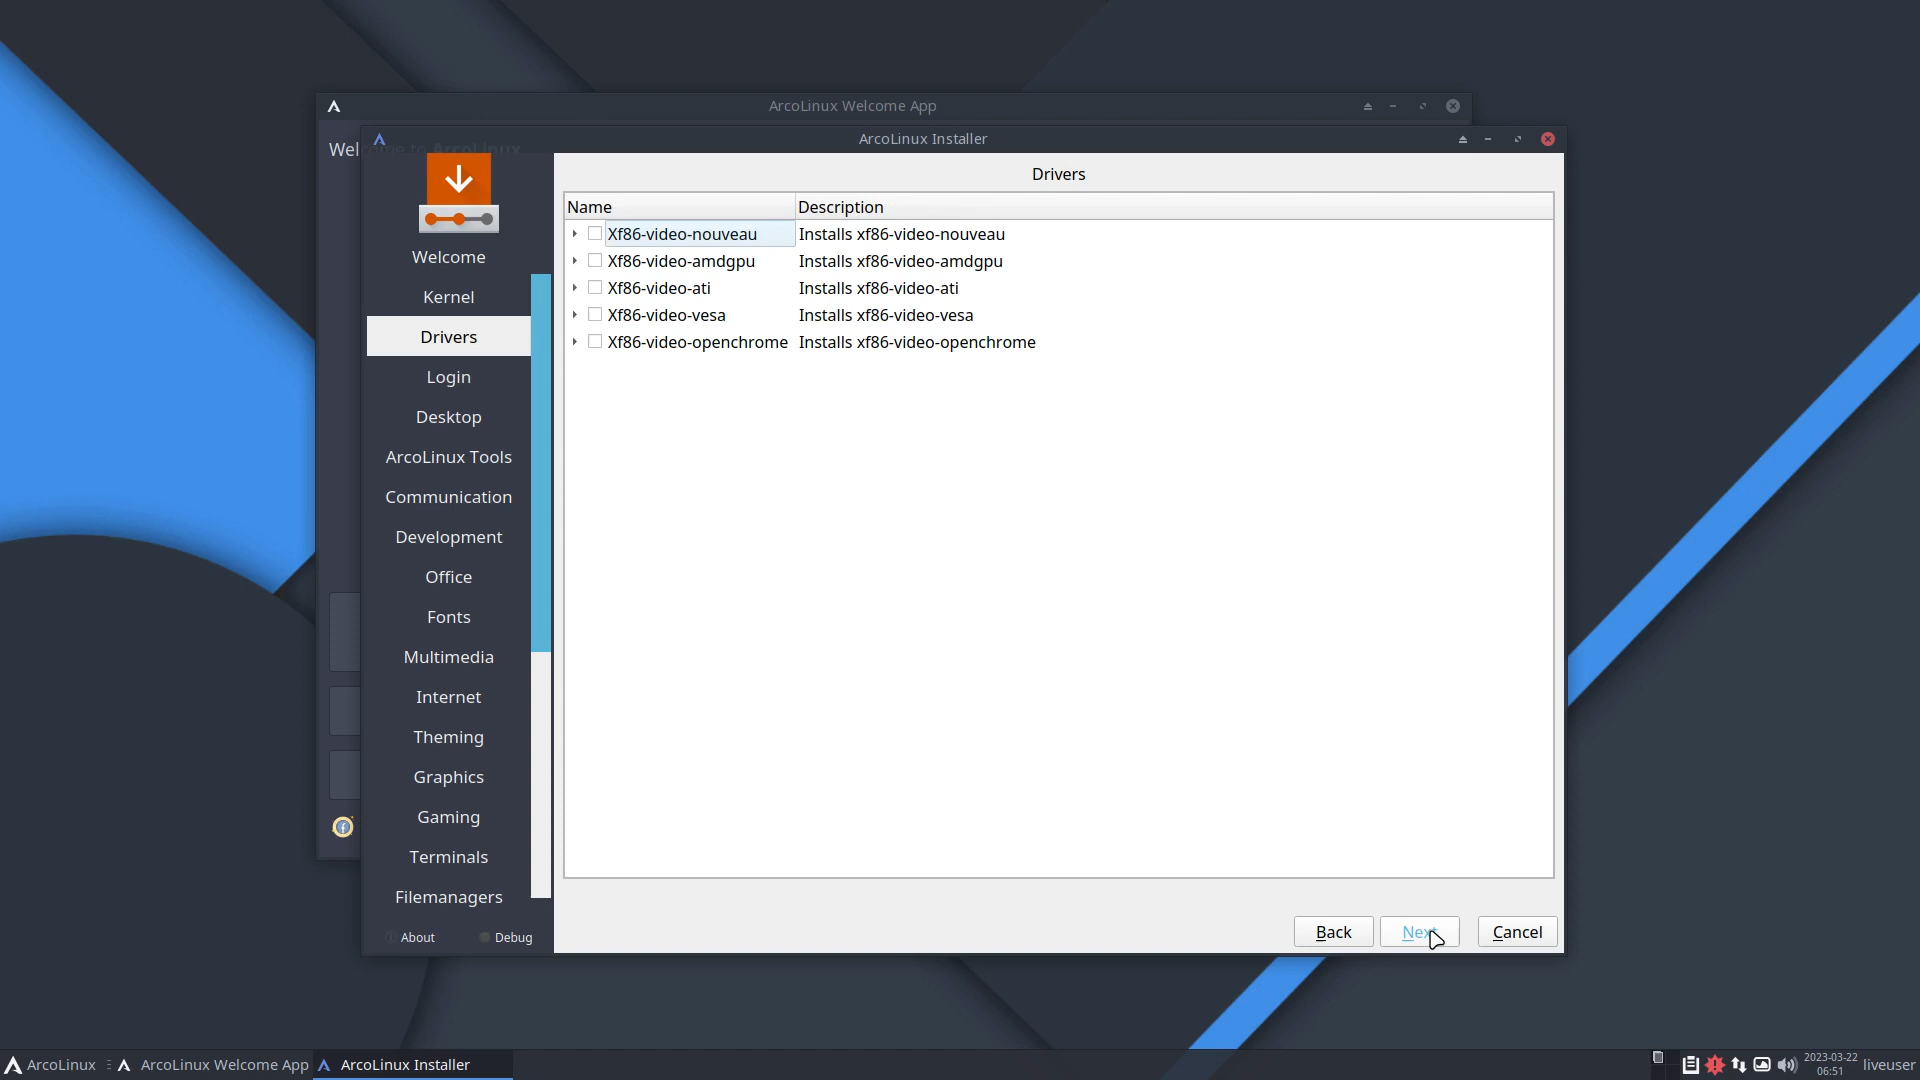 ArcoLinux Welcome App
Welcome to ArcoLinux
ArcoLinux Installer
Drivers
Name Description
Xf86-video-nouveau Installs xf86-video-nouveau
Xf86-video-amdgpu Installs xf86-video-amdgpu
Xf86-video-ati Installs xf86-video-ati
Xf86-video-vesa Installs xf86-video-vesa
Xf86-video-openchrome Installs xf86-video-openchrome
Welcome
Kernel
Drivers
Login
Desktop
ArcoLinux Tools
Communication
Development
Office
Fonts
Multimedia
Internet
Theming
Graphics
Gaming
Terminals
Filemanagers
About Debug
Back Next Cancel
ArcoLinux ArcoLinux Welcome App ArcoLinux Installer
2023-03-22
06:51
liveuser